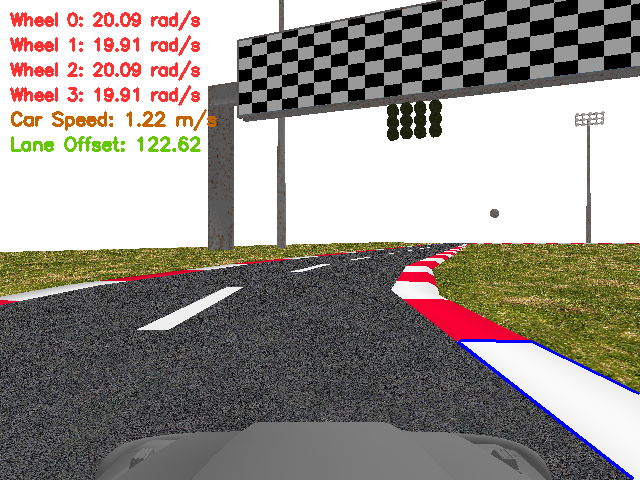 Wheel 0: 20.09 rad/s
Wheel 1: 19.91 rad/s
Wheel 2: 20.09 rad/s
Wheel 3: 19.91 rad/s
Car Speed: 1.22 m/s
Lane Offset: 122.62